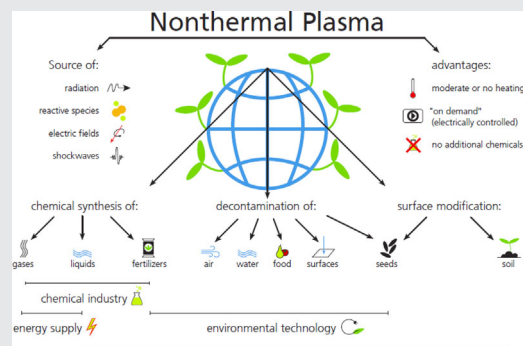 Nonthermal Plasma
Source of:
radiation
reactive species
electric fields
shockwaves
advantages:
moderate or no heating
"on demand"
(electrically controlled)
no additional chemicals
chemical synthesis of:
decontamination of:
surface modification:
gases
liquids
fertilizers
air
water
food
surfaces
seeds
soil
chemical industry
energy supply
environmental technology